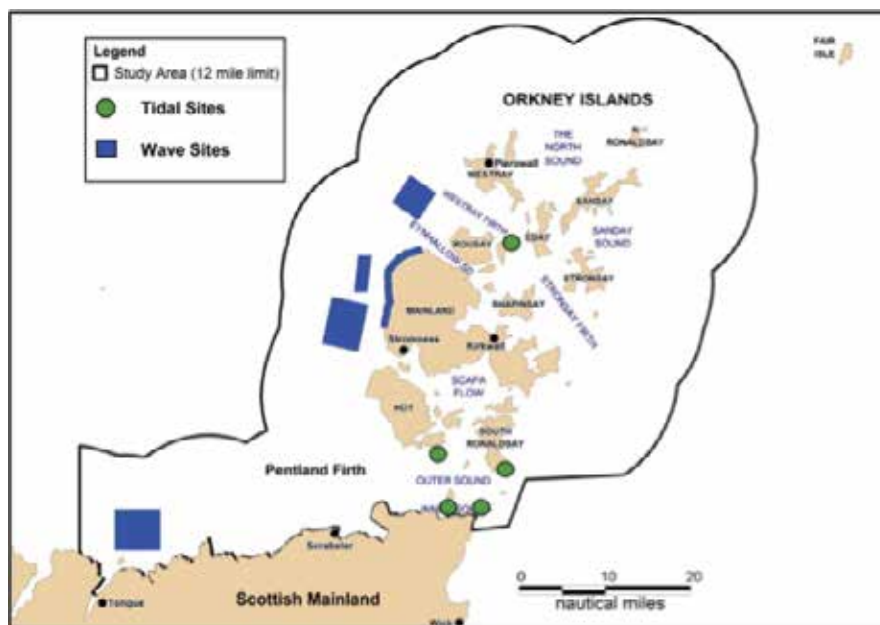 Legend
Study Area (12 mile limit)
Tidal Sites
Wave Sites
FAIR
ISLE
ORKNEY ISLANDS
THE
NORTH
SOUND
N
RONALDSAY
Pierowall
WESTRAY
SANDAY
WESTRAY FIRTH
EDAY
SANDAY
SOUND
ROUSAY
EYNHALLOW SD
STRONSAY
STRONSAY FIRTH
MAINLAND
SHAPINSAY
Stromness
Kirkwall
SCAPA
FLOW
HOY
SOUTH
RONALDSAY
Pentland Firth
OUTER SOUND
Scrabster
0 10 20
nautical miles
Tongue
Scottish Mainland
Wick